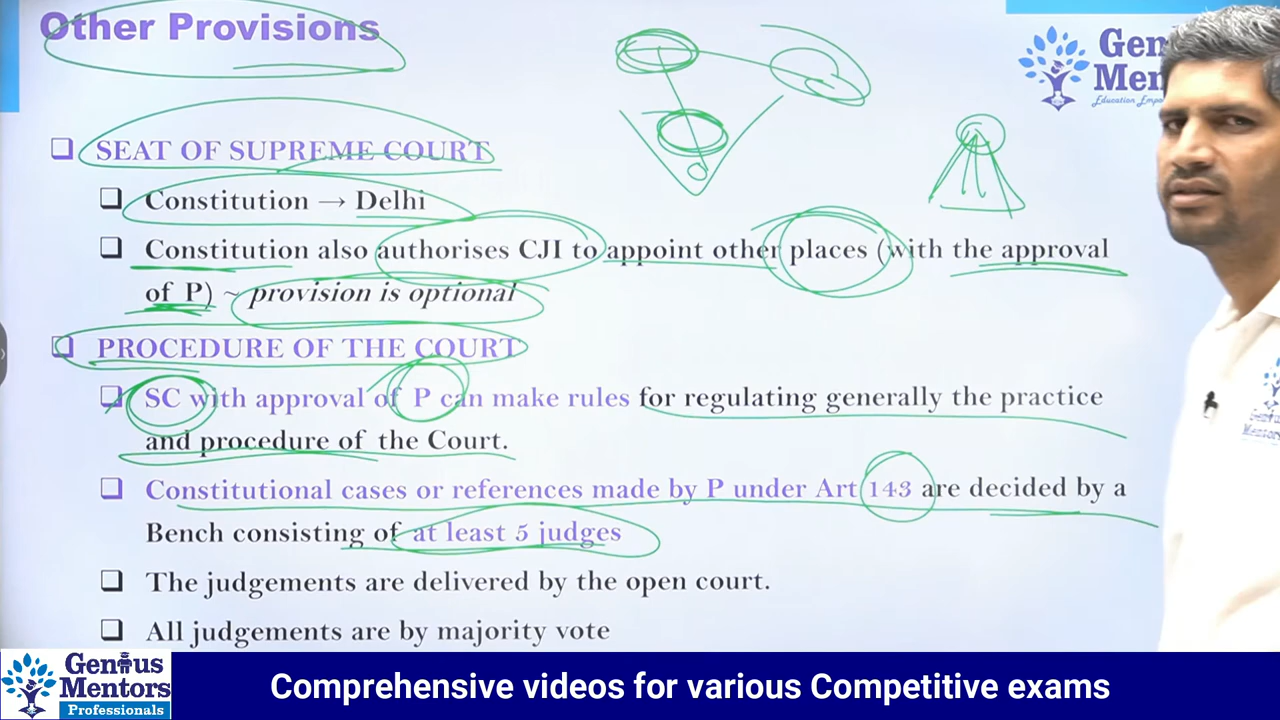 Other Provisions
Gen
Men
❑ SEAT OF SUPREME COURT
❑ Constitution → Delhi
❑ Constitution also authorises CJI to appoint other places (with the approval
of P) ~ provision is optional
❑ PROCEDURE OF THE COURT
❑ SC with approval of P can make rules for regulating generally the practice
and procedure of the Court.
❑ Constitutional cases or references made by P under Art 143 are decided by a
Bench consisting of at least 5 judges
❑ The judgements are delivered by the open court.
❑ All judgements are by majority vote
Genius
Mentors
Professionals
Comprehensive videos for various Competitive exams